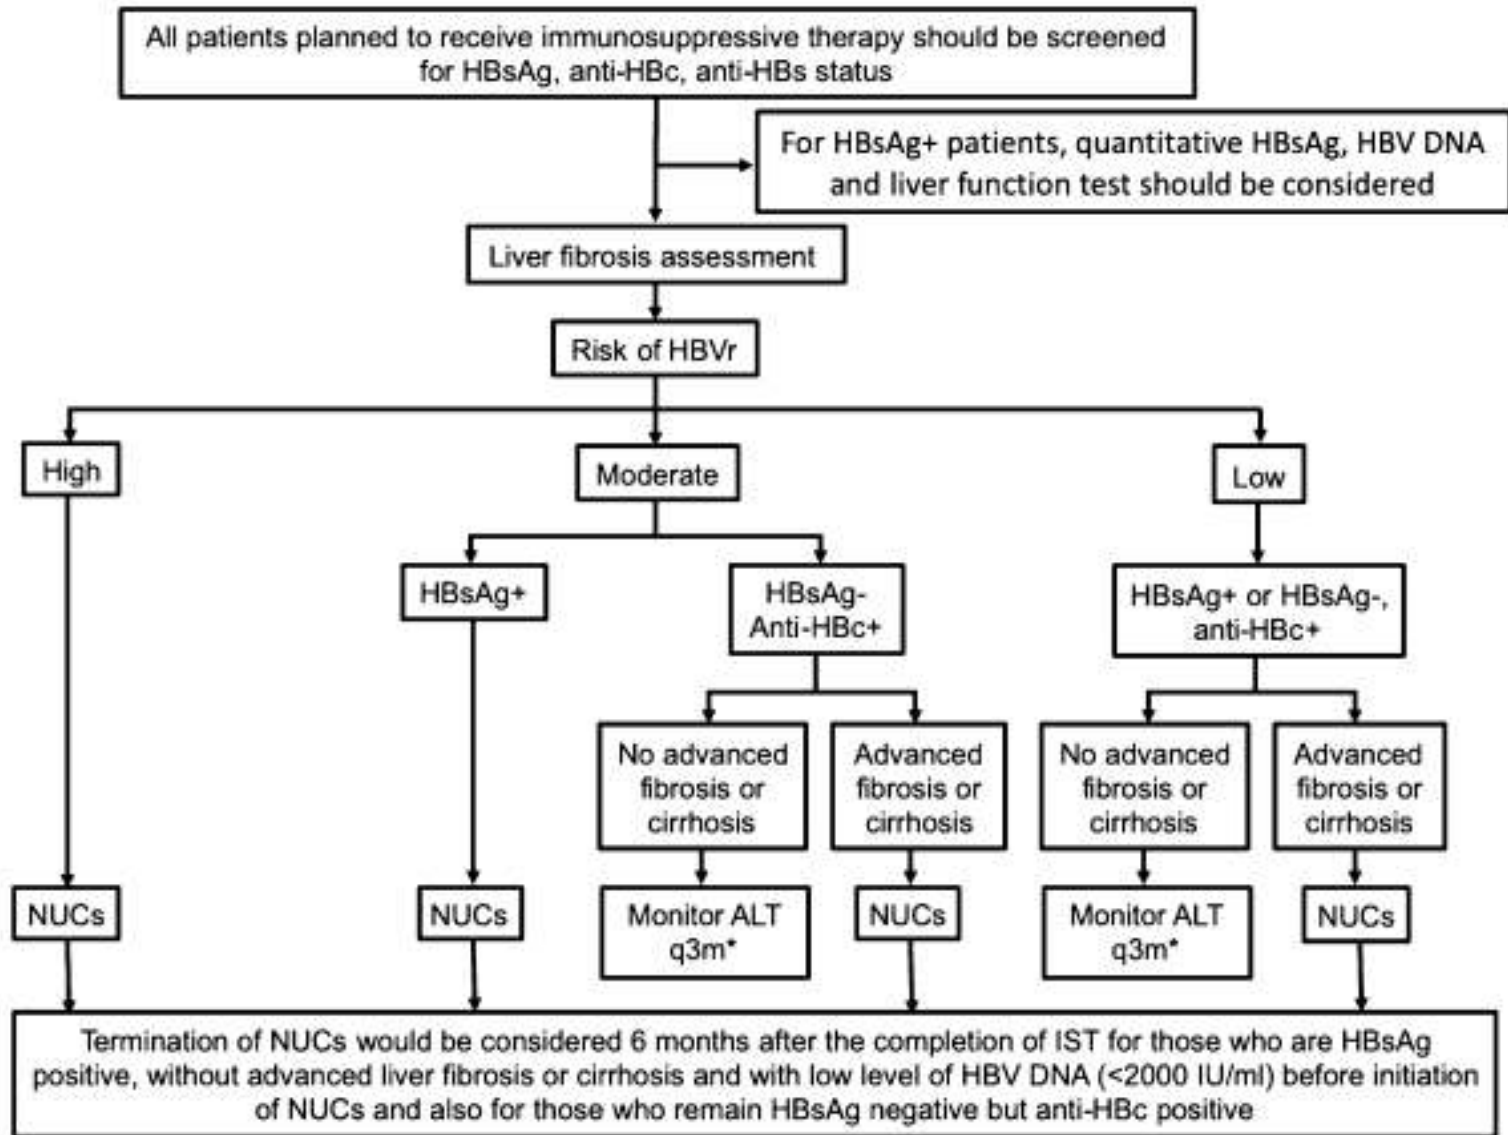 All patients planned to receive immunosuppressive therapy should be screened
for HBsAg, anti-HBc, anti-HBs status
For HBsAg+ patients, quantitative HBsAg, HBV DNA
and liver function test should be considered
Liver fibrosis assessment
Risk of HBVr
High
Moderate
Low
HBsAg+
HBsAg-
Anti-HBc+
HBsAg+ or HBsAg-,
anti-HBc+
No advanced
fibrosis or
cirrhosis
Advanced
fibrosis or
cirrhosis
No advanced
fibrosis or
cirrhosis
Advanced
fibrosis or
cirrhosis
NUCs
NUCs
Monitor ALT
q3m*
NUCs
Monitor ALT
q3m*
NUCs
Termination of NUCs would be considered 6 months after the completion of IST for those who are HBsAg
positive, without advanced liver fibrosis or cirrhosis and with low level of HBV DNA (<2000 IU/ml) before initiation
of NUCs and also for those who remain HBsAg negative but anti-HBc positive